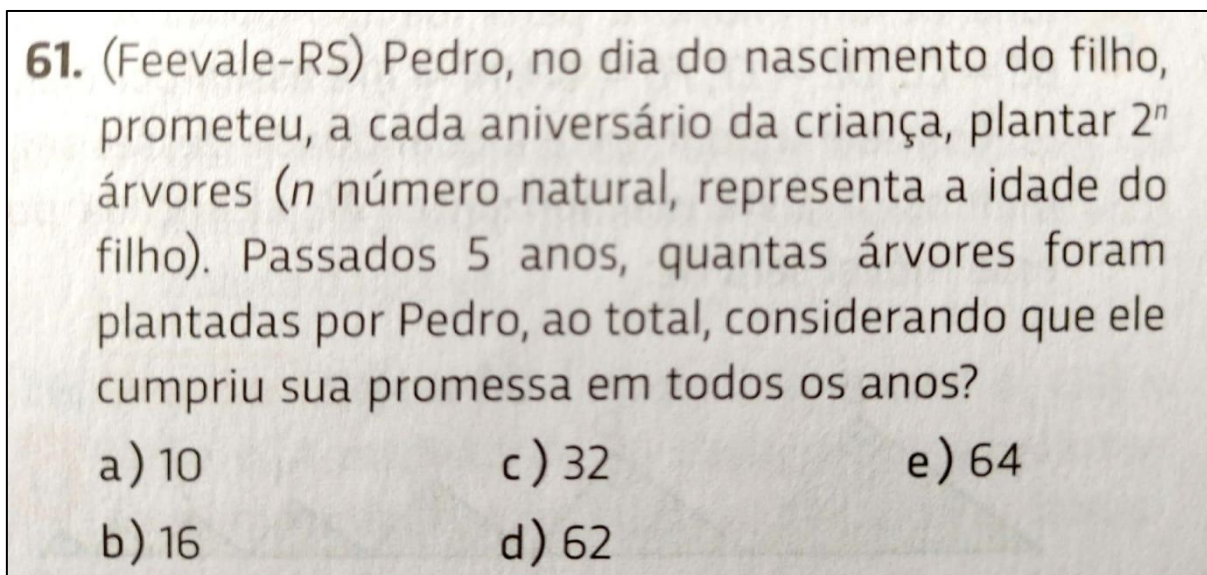 61. (Feevale-RS) Pedro, no dia do nascimento do filho,
prometeu, a cada aniversário da criança, plantar 2ⁿ
árvores (n número natural, representa a idade do
filho). Passados 5 anos, quantas árvores foram
plantadas por Pedro, ao total, considerando que ele
cumpriu sua promessa em todos os anos?
a) 10 c) 32 e) 64
b) 16 d) 62